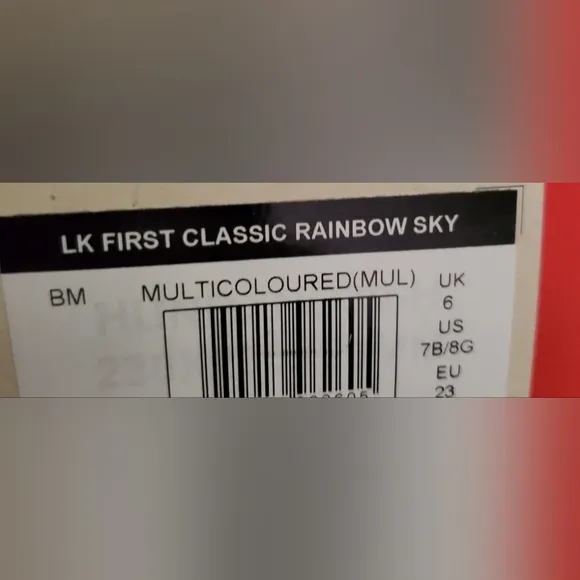 LK FIRST CLASSIC RAINBOW SKY
BM MULTICOLOURED(MUL) UK
6
US
7B/8G
EU
23